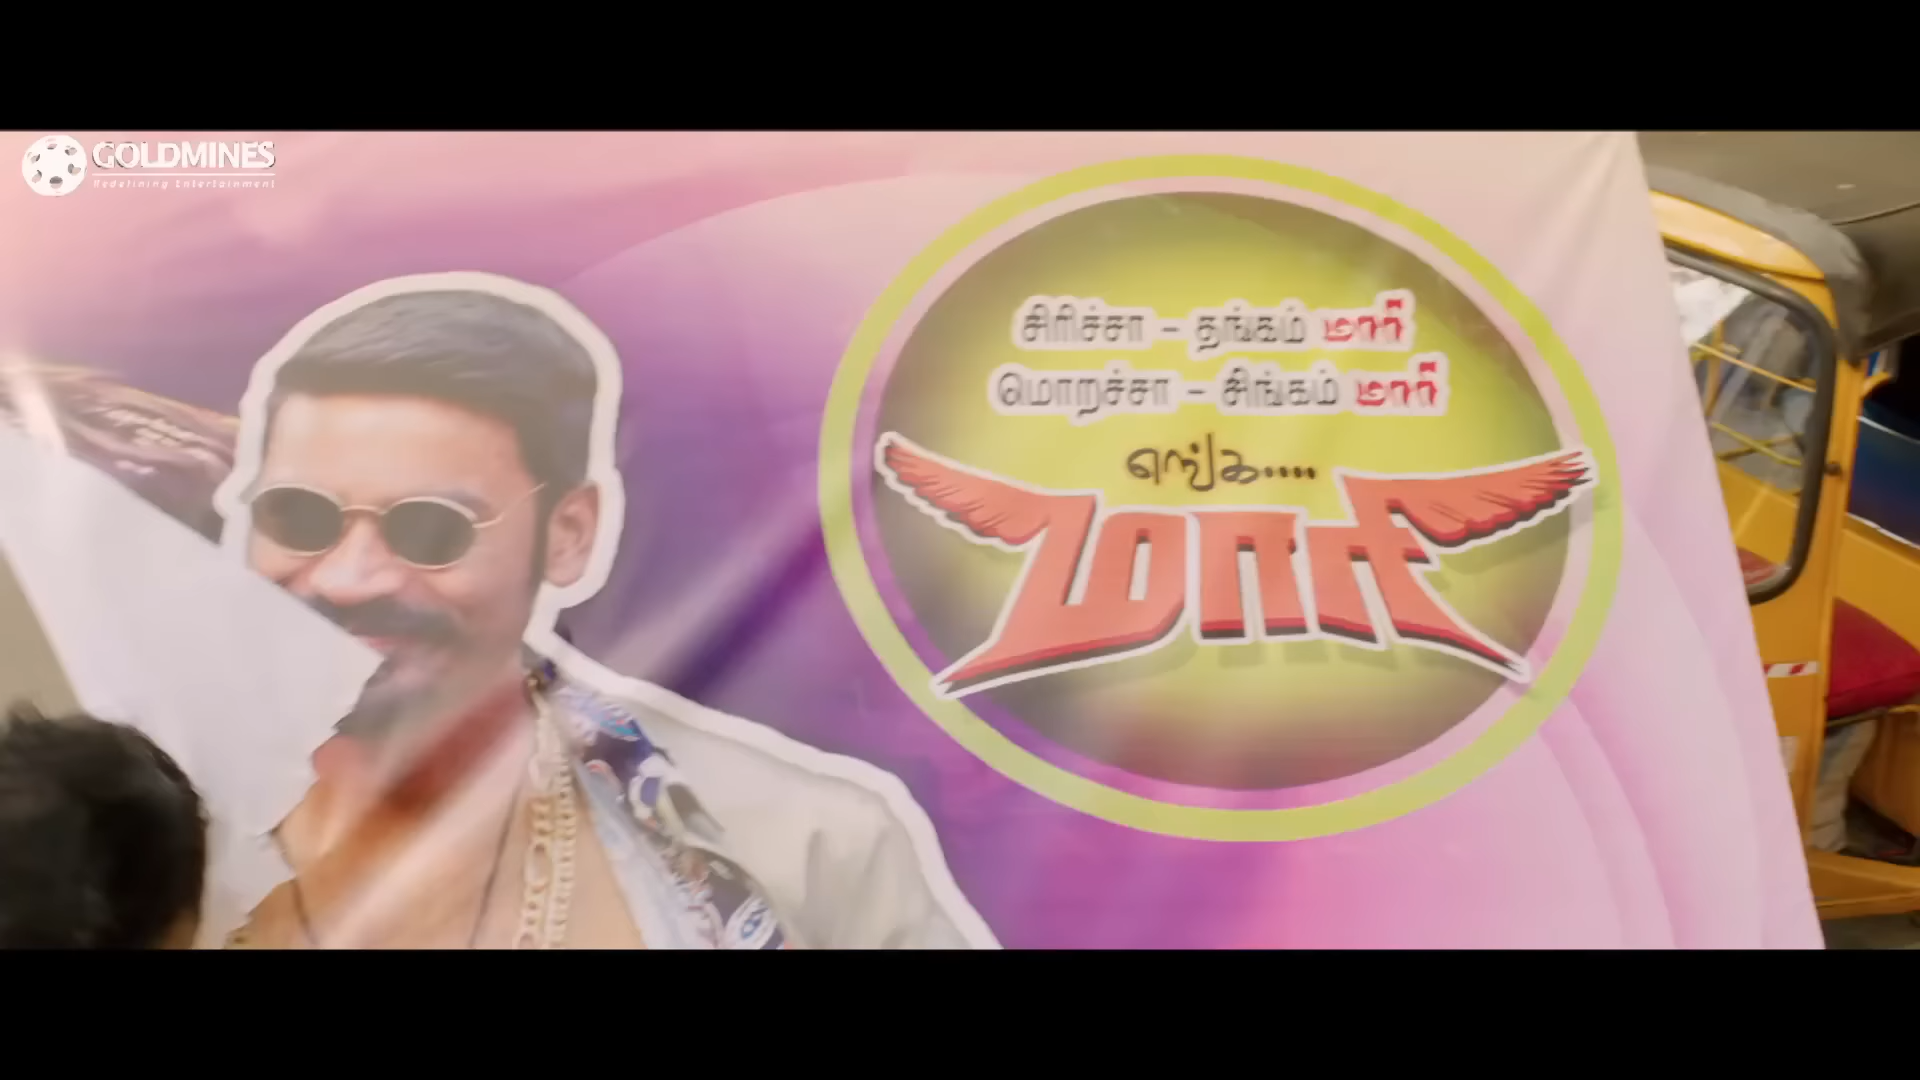 GOLDMINES
Redefining Entertainment
சிரிச்சா - தங்கம் மாரி
மொறச்சா - சிங்கம் மாரி
எங்க....
மாரி